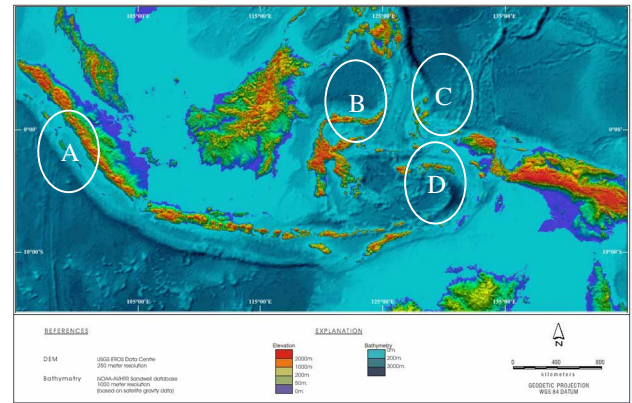 105°00'E 115°00'E 125°00'E 135°00'E
B
C
0°00' 0°00'
A
D
10°00'S 10°00'S
105°00'E 115°00'E 125°00'E 135°00'E
REFERENCES
EXPLANATION
DEM USGS EROS Data Centre
250 meter resolution
Bathymetry NOAA-AVHRR Sandwell database
1000 meter resolution
(based on satellite gravity data)
Elevation
2000m
1000m
200m
50m
0m
Bathymetry
0m
200m
3000m
N
0 400 800
kilometers
GEODETIC PROJECTION
WGS 84 DATUM